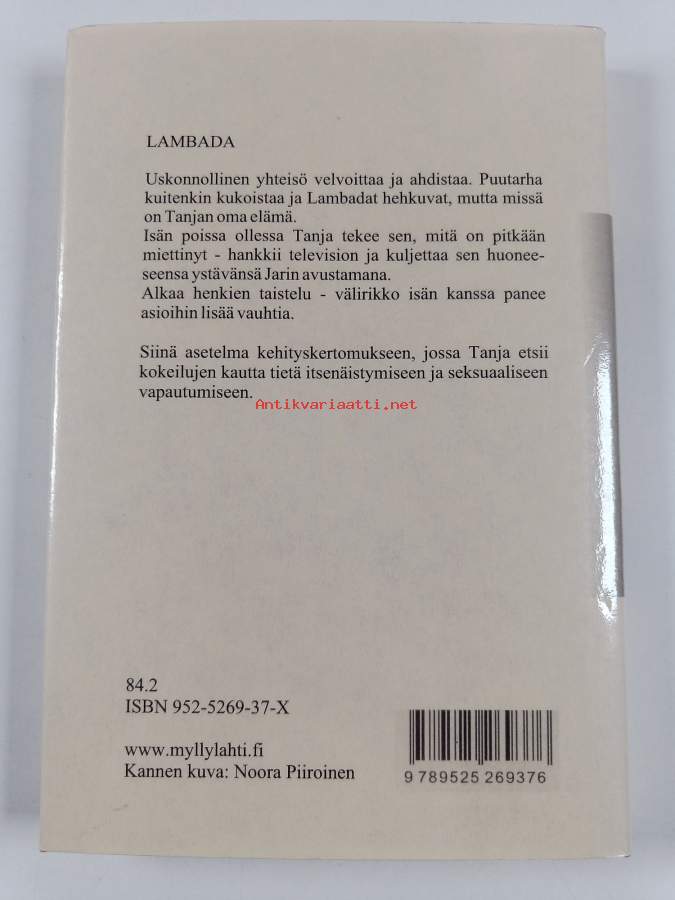 LAMBADA
Uskonnollinen yhteisö velvoittaa ja ahdistaa. Puutarha
kuitenkin kukoistaa ja Lambadat hehkuvat, mutta missä
on Tanjan oma elämä.
Isän poissa ollessa Tanja tekee sen, mitä on pitkään
miettinyt - hankkii television ja kuljettaa sen huonee-
seensa ystävänsä Jarin avustamana.
Alkaa henkien taistelu - välirikko isän kanssa panee
asioihin lisää vauhtia.
Siinä asetelma kehityskertomukseen, jossa Tanja etsii
kokeilujen kautta tietä itsenäistymiseen ja seksuaaliseen
vapautumiseen.
Antikvariaatti.net
84.2
ISBN 952-5269-37-X
www.myllylahti.fi
Kannen kuva: Noora Piiroinen
9 789525 269376